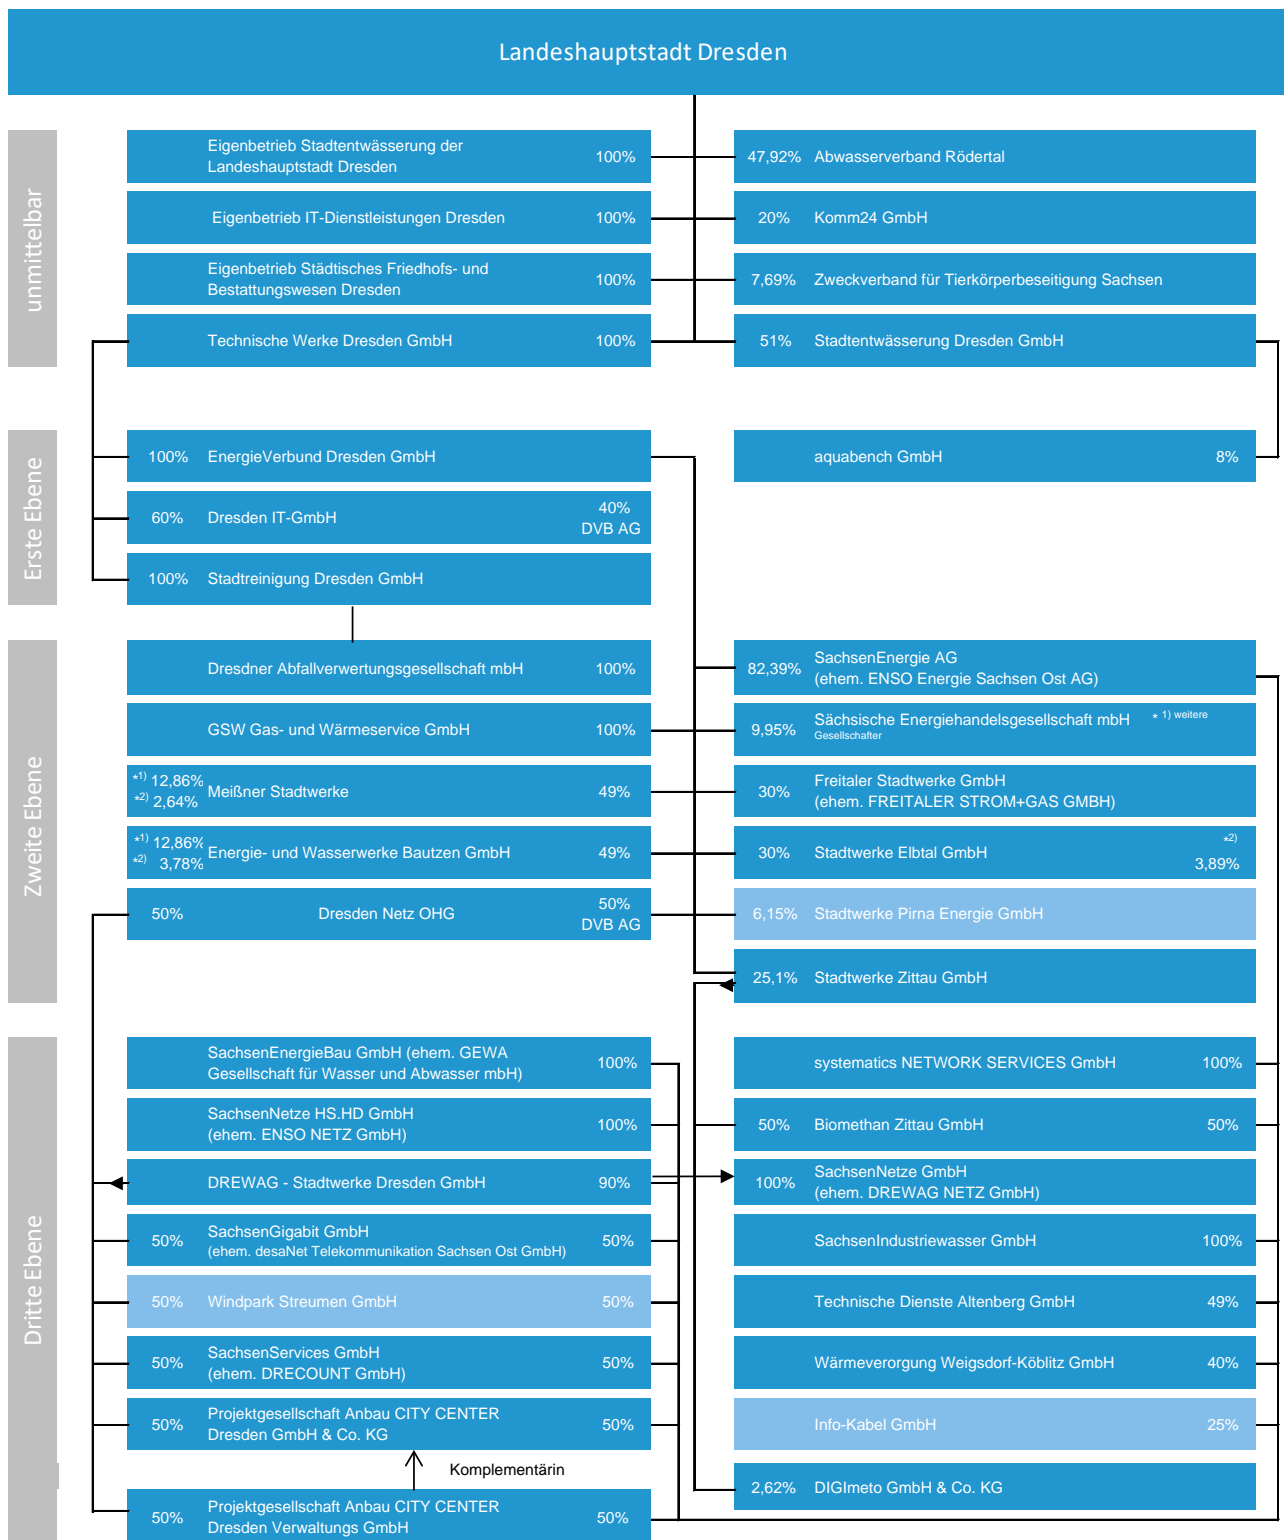 Landeshauptstadt Dresden
unmittelbar
Eigenbetrieb Stadtentwässerung der
Landeshauptstadt Dresden
100%
47,92% Abwasserverband Rödertal
Eigenbetrieb IT-Dienstleistungen Dresden 100%
20% Komm24 GmbH
Eigenbetrieb Städtisches Friedhofs- und
Bestattungswesen Dresden
100%
7,69% Zweckverband für Tierkörperbeseitigung Sachsen
Technische Werke Dresden GmbH 100%
51% Stadtentwässerung Dresden GmbH
Erste Ebene
100% EnergieVerbund Dresden GmbH
aquabench GmbH 8%
60% Dresden IT-GmbH
40%
DVB AG
100% Stadtreinigung Dresden GmbH
Zweite Ebene
Dresdner Abfallverwertungsgesellschaft mbH 100%
82,39%
SachsenEnergie AG
(ehem. ENSO Energie Sachsen Ost AG)
GSW Gas- und Wärmeservice GmbH 100%
9,95%
Sächsische Energiehandelsgesellschaft mbH * 1) weitere
Gesellschafter
*1) 12,86%
*2) 2,64%
Meißner Stadtwerke 49%
30%
Freitaler Stadtwerke GmbH
(ehem. FREITALER STROM+GAS GMBH)
*1) 12,86%
*2) 3,78%
Energie- und Wasserwerke Bautzen GmbH 49%
30% Stadtwerke Elbtal GmbH
*2)
3,89%
50% Dresden Netz OHG
50%
DVB AG
6,15% Stadtwerke Pirna Energie GmbH
25,1% Stadtwerke Zittau GmbH
Dritte Ebene
SachsenEnergieBau GmbH (ehem. GEWA
Gesellschaft für Wasser und Abwasser mbH)
100%
systematics NETWORK SERVICES GmbH 100%
SachsenNetze HS.HD GmbH
(ehem. ENSO NETZ GmbH)
100%
50% Biomethan Zittau GmbH 50%
DREWAG - Stadtwerke Dresden GmbH 90%
100%
SachsenNetze GmbH
(ehem. DREWAG NETZ GmbH)
50%
SachsenGigabit GmbH
(ehem. desaNet Telekommunikation Sachsen Ost GmbH)
50%
SachsenIndustriewasser GmbH 100%
50% Windpark Streumen GmbH 50%
Technische Dienste Altenberg GmbH 49%
50%
SachsenServices GmbH
(ehem. DRECOUNT GmbH)
50%
Wärmeverorgung Weigsdorf-Köblitz GmbH 40%
50%
Projektgesellschaft Anbau CITY CENTER
Dresden GmbH & Co. KG
50%
Info-Kabel GmbH 25%
Komplementärin
2,62% DIGImeto GmbH & Co. KG
50%
Projektgesellschaft Anbau CITY CENTER
Dresden Verwaltungs GmbH
50%